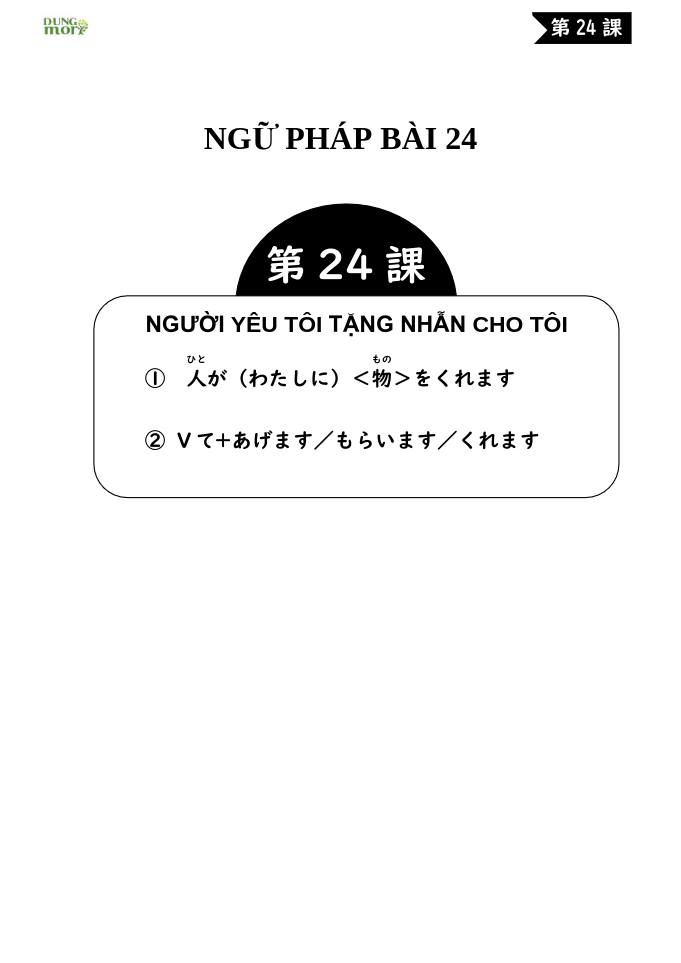 DUNG
mori
第 24 課
NGỮ PHÁP BÀI 24
第 24 課
NGƯỜI YÊU TÔI TẶNG NHẪN CHO TÔI
ひと もの
① 人が（わたしに）＜物＞をくれます
② V て+あげます／もらいます／くれます